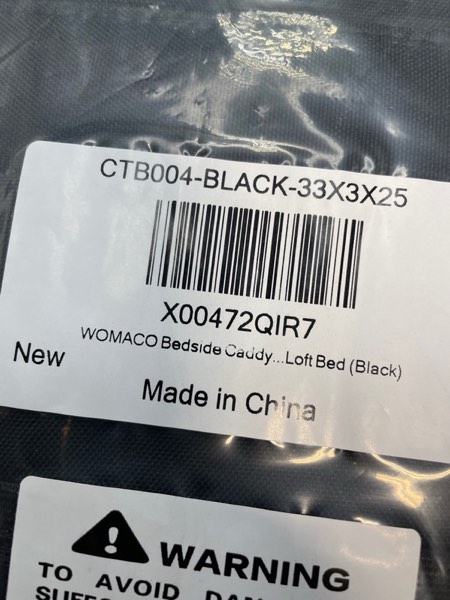 CTB004-BLACK-33X3X25
X00472QIR7
WOMACO Bedside Caddy...Loft Bed (Black)
New
Made in China
WARNING
TO AVOID